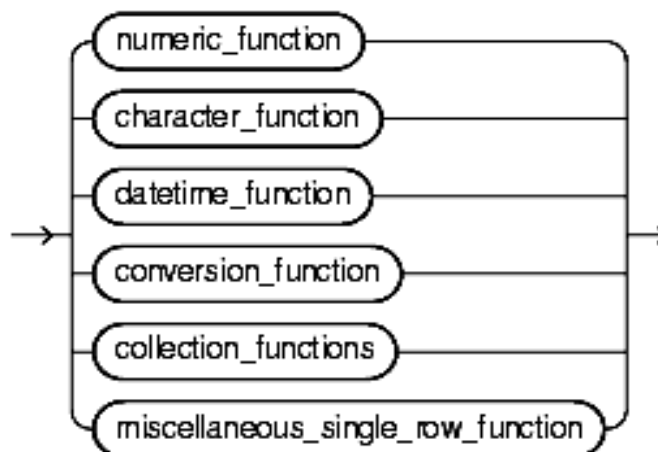 numeric_function
character_function
datetime_function
conversion_function
collection_functions
miscellaneous_single_row_function